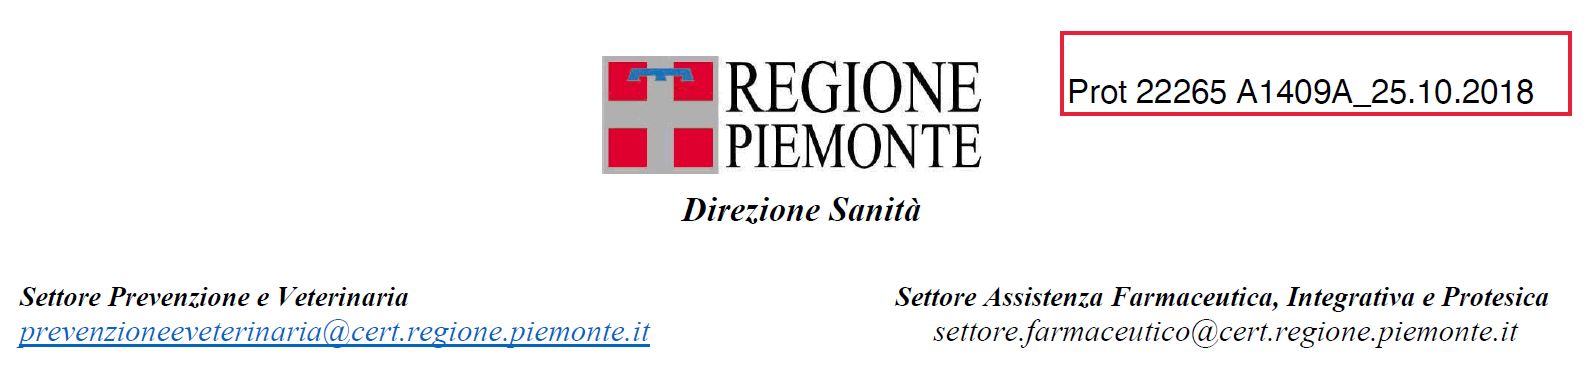 Prot 22265 A1409A_25.10.2018
REGIONE
PIEMONTE
Direzione Sanità
Settore Prevenzione e Veterinaria
prevenzioneeveterinaria@cert.regione.piemonte.it
Settore Assistenza Farmaceutica, Integrativa e Protesica
settore.farmaceutico@cert.regione.piemonte.it